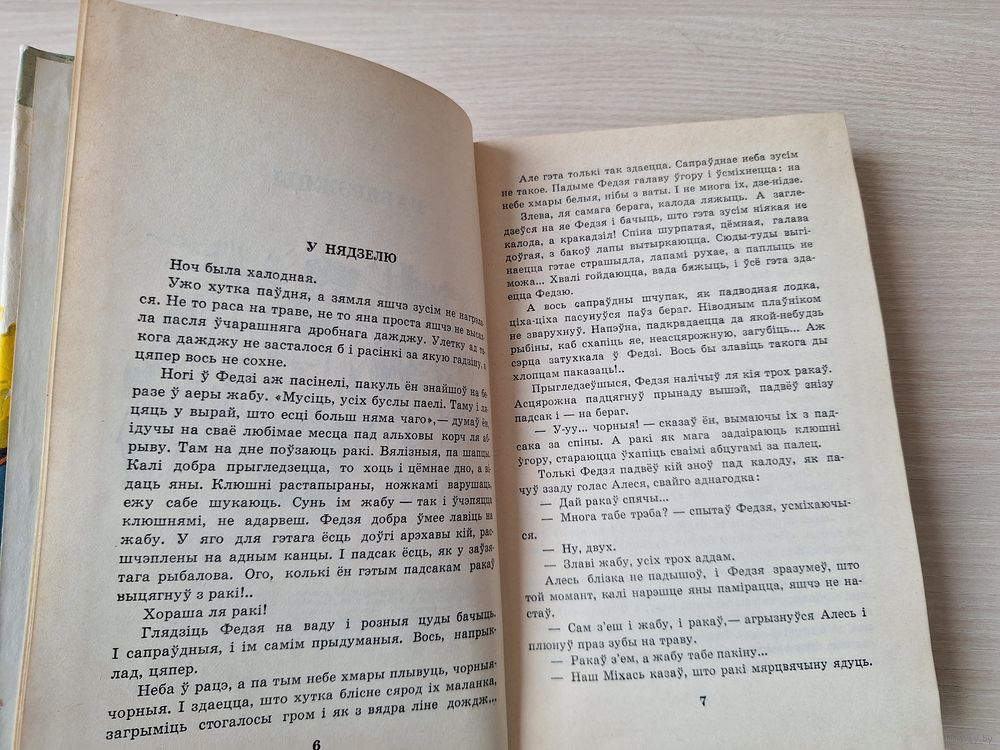 У НЯДЗЕЛЮ
Ноч была халодная.
Ужо хутка паўдня, а зямля яшчэ зусім не нагрэла-
ся. Не то раса на траве, не то яна проста яшчэ не высах-
ла пасля ўчарашняга дробнага дажджу. Улетку ад та-
кога дажджу не засталося б і расінкі за якую гадзіну, а
цяпер вось не сохне.
Ногі ў Федзі аж пасінелі, пакуль ён знайшоў на бе-
разе ў аеры жабу. «Мусіць, усіх буслы паелі. Таму і ля-
цяць у вырай, што есці больш няма чаго»,— думаў ён,
ідучы на сваё любімае месца пад альховы корч ля аб-
рыву. Там на дне поўзаюць ракі. Вялізныя, па шапцы.
Калі добра прыгледзецца, то хоць і цёмнае дно, а ві-
даць яны. Клюшні растапыраны, ножкамі варушаць,
ежу сабе шукаюць. Сунь ім жабу — так і ўчэпяцца
клюшнямі, не адарвеш. Федзя добра ўмее лавіць на
жабу. У яго для гэтага ёсць доўгі арэхавы кій, рас-
шчэплены на адным канцы. І падсак ёсць, як у заўзя-
тага рыбалова. Ого, колькі ён гэтым падсакам ракаў
выцягнуў з ракі!..
Хораша ля ракі!
Глядзіць Федзя на ваду і розныя цуды бачыць.
І сапраўдныя, і ім самім прыдуманыя. Вось, напрык-
лад, цяпер.
Неба ў рацэ, а па тым небе хмары плывуць, чорныя-
чорныя. І здаецца, што хутка блісне сярод іх маланка,
загрыміць стогалосы гром і як з вядра ліне дождж...
6
Але гэта толькі так здаецца. Сапраўднае неба зусім
не такое. Падыме Федзя галаву ўгору і ўсміхнецца: на
небе хмары белыя, нібы з ваты. І не многа іх, дзе-нідзе.
Злева, ля самага берага, калода ляжыць. А загле-
дзеўся на яе Федзя і бачыць, што гэта зусім ніякая не
калода, а кракадзіл! Спіна шурпатая, цёмная, галава
доўгая, з бакоў лапы вытыркаюцца. Сюды-туды выгі-
наецца гэтае страшыдла, лапамі рухае, а паплыць не
можа... Хвалі гойдаюцца, вада бяжыць, і ўсё гэта зда-
ецца Федзю.
А вось сапраўдны шчупак, як падводная лодка,
ціха-ціха пасунуўся паўз бераг. Ніводным плаўніком
не зварухнуў. Напэўна, падкрадаецца да якой-небудзь
рыбіны, каб схапіць яе, неасцярожную, загубіць... Аж
сэрца затухкала ў Федзі. Вось бы злавіць такога ды
хлопцам паказаць!..
Прыгледзеўшыся, Федзя налічыў ля кія трох ракаў.
Асцярожна падцягнуў прынаду вышэй, падвёў знізу
падсак і — на бераг.
— У-уу... чорныя! — сказаў ён, вымаючы іх з пад-
сака за спіны. А ракі як мага задзіраюць клюшні
ўгору, стараюцца ўхапіць сваімі абцугамі за палец.
Толькі Федзя падвёў кій зноў пад калоду, як па-
чуў ззаду голас Алеся, свайго аднагодка:
— Дай ракаў спячы...
— Многа табе трэба? — спытаў Федзя, усміхаючы-
ся.
— Ну, двух.
— Злаві жабу, усіх трох аддам.
Алесь блізка не падышоў, і Федзя зразумеў, што
той момант, калі нарэшце яны памірацца, яшчэ не на-
стаў.
— Сам з'еш і жабу, і ракаў,— агрызнуўся Алесь і
плюнуў праз зубы на траву.
— Ракаў з'ем, а жабу табе пакіну...
— Наш Міхась казаў, што ракі мярцвячыну ядуць.
7